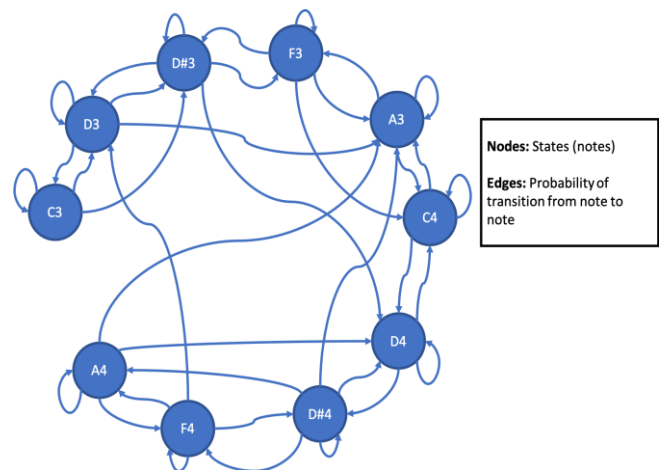 F3
D#3
A3
D3
Nodes: States (notes)
Edges: Probability of
transition from note to
note
C3
C4
D4
A4
D#4
F4